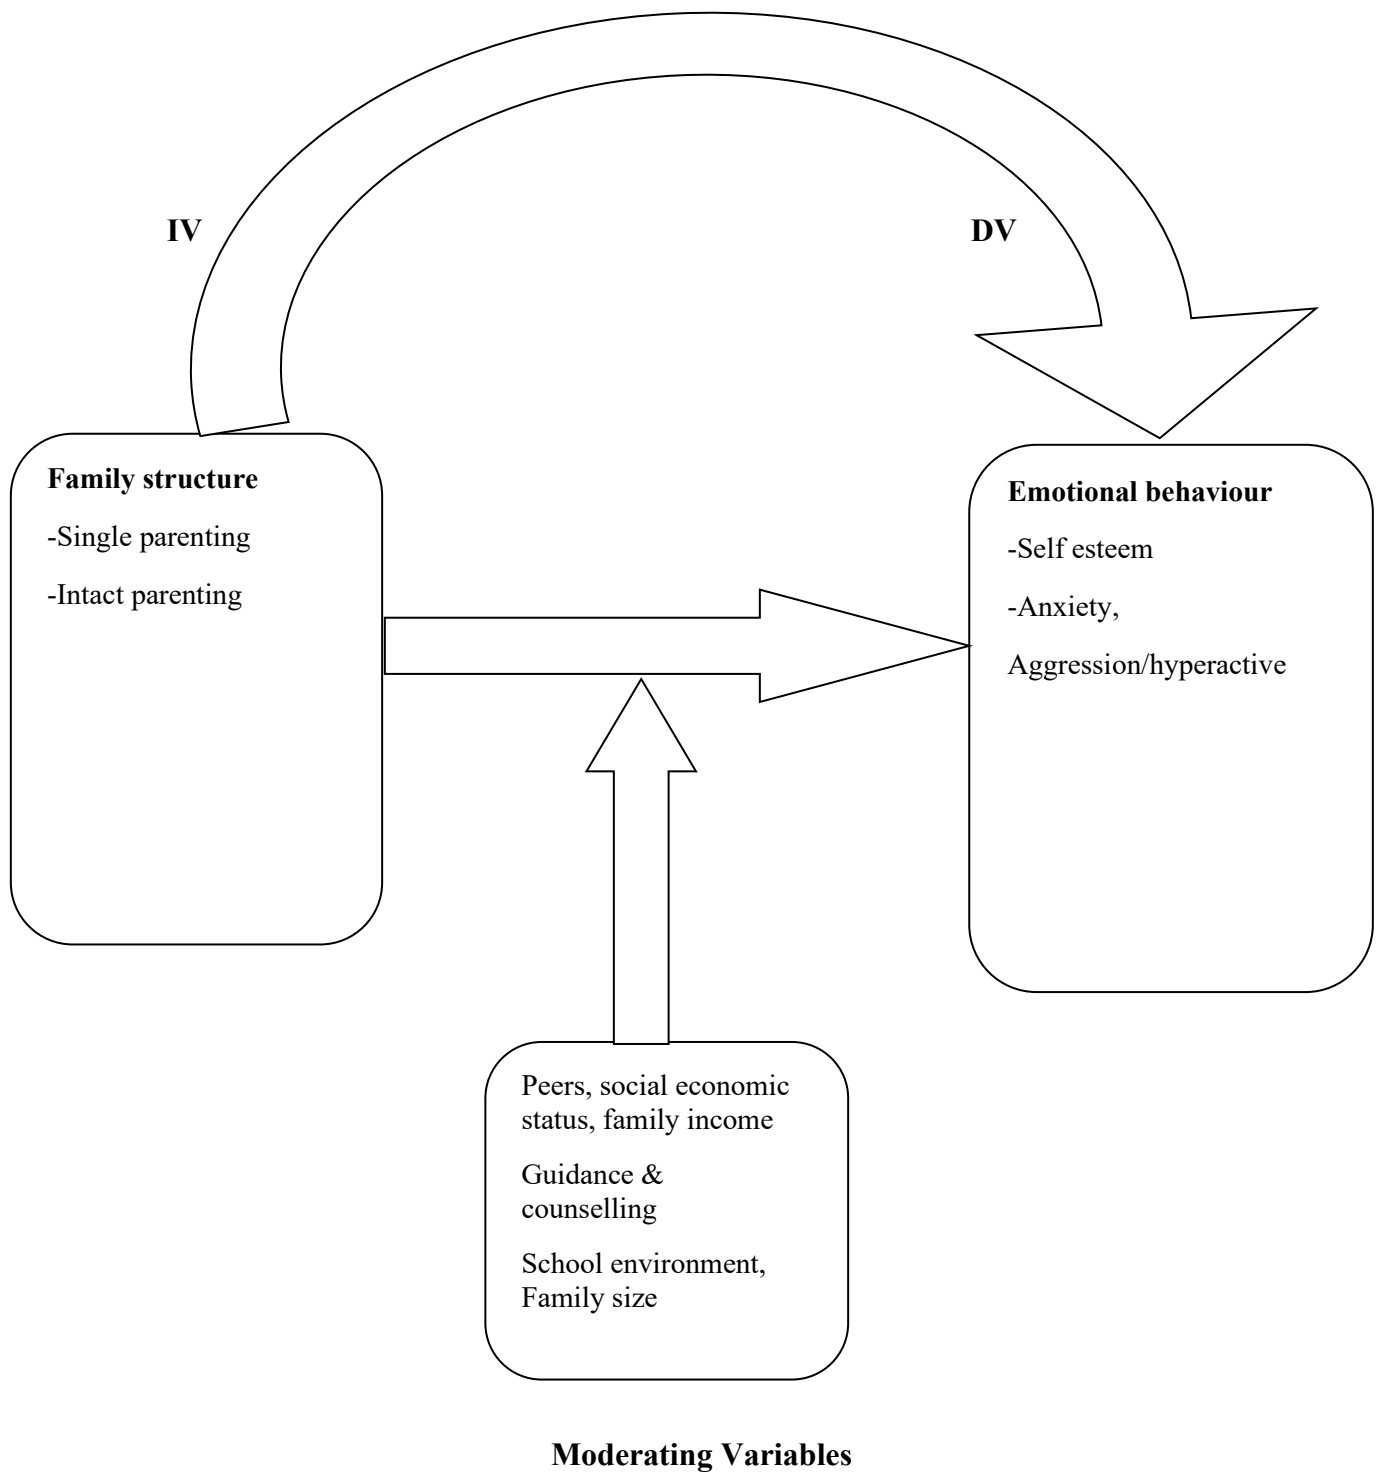 IV
DV
Family structure
-Single parenting
-Intact parenting
Emotional behaviour
-Self esteem
-Anxiety,
Aggression/hyperactive
Peers, social economic
status, family income
Guidance &
counselling
School environment,
Family size
Moderating Variables